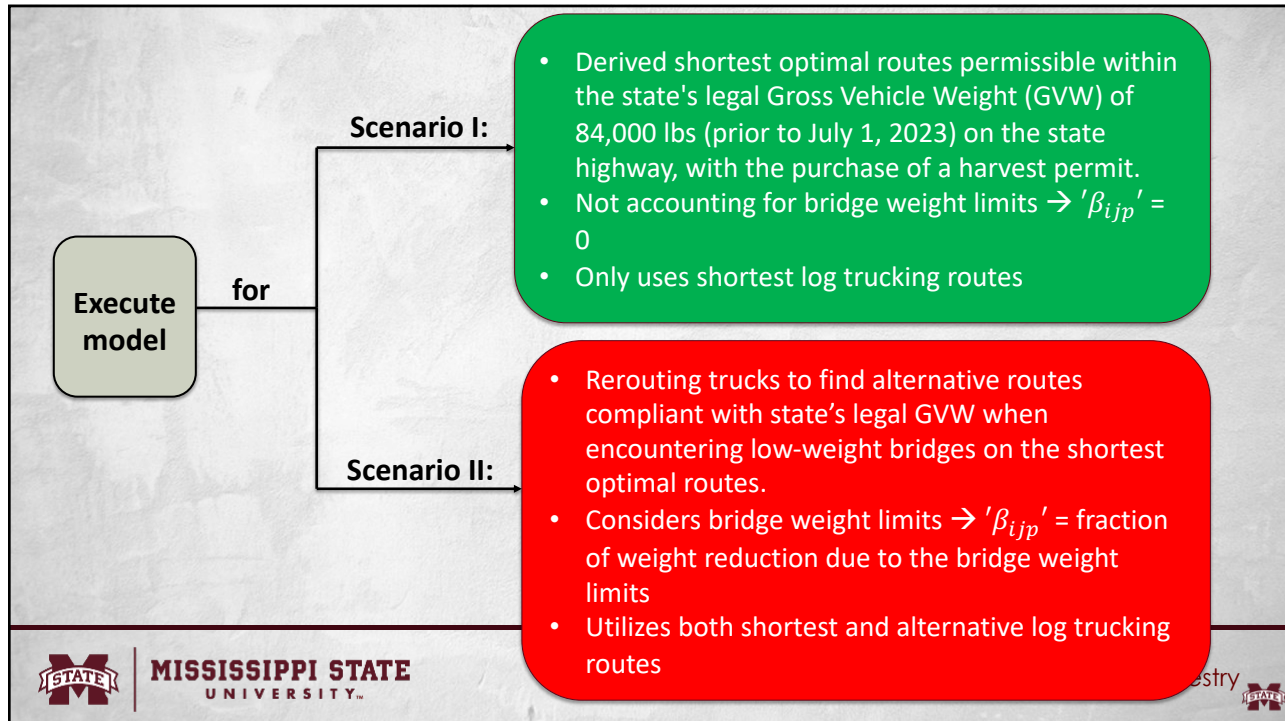 Execute
model
for
Scenario I:
• Derived shortest optimal routes permissible within
the state's legal Gross Vehicle Weight (GVW) of
84,000 lbs (prior to July 1, 2023) on the state
highway, with the purchase of a harvest permit.
• Not accounting for bridge weight limits → '𝛽𝑖𝑗𝑝' =
0
• Only uses shortest log trucking routes
Scenario II:
• Rerouting trucks to find alternative routes
compliant with state’s legal GVW when
encountering low-weight bridges on the shortest
optimal routes.
• Considers bridge weight limits → '𝛽𝑖𝑗𝑝' = fraction
of weight reduction due to the bridge weight
limits
• Utilizes both shortest and alternative log trucking
routes
STATE
MISSISSIPPI STATE
UNIVERSITY™
estry
STATE